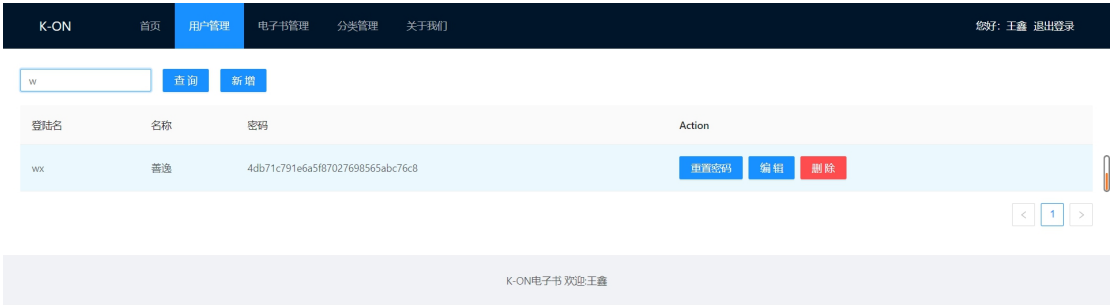 K-ON 首页 用户管理 电子书管理 分类管理 关于我们 您好：王鑫 退出登录
w 查询 新增
登陆名 名称 密码 Action
wx 善逸 4db71c791e6a5f87027698565abc76c8 重置密码 编辑 删除
< 1 >
K-ON电子书 欢迎:王鑫